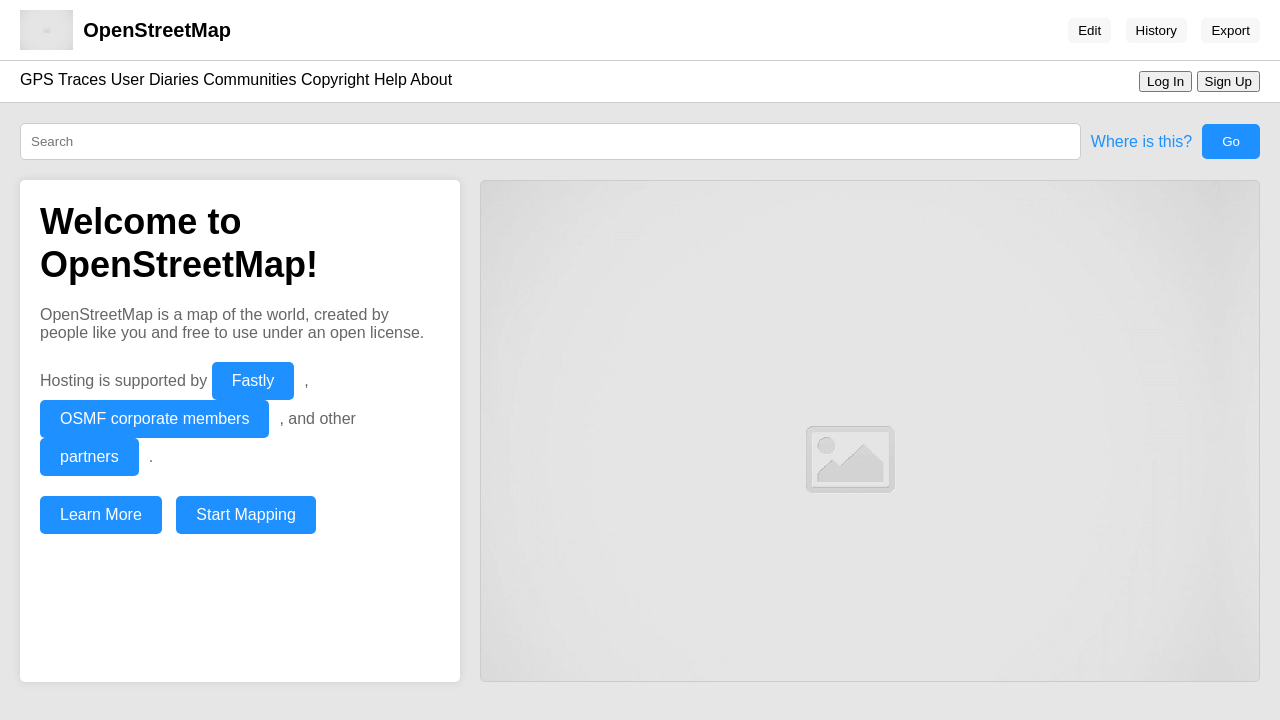 OpenStreetMap
Edit
History
Export
GPS Traces User Diaries Communities Copyright Help About
Log In
Sign Up
Search
Where is this?
Go
Welcome to
OpenStreetMap!
OpenStreetMap is a map of the world, created by
people like you and free to use under an open license.
Hosting is supported by Fastly ,
OSMF corporate members , and other
partners .
Learn More
Start Mapping